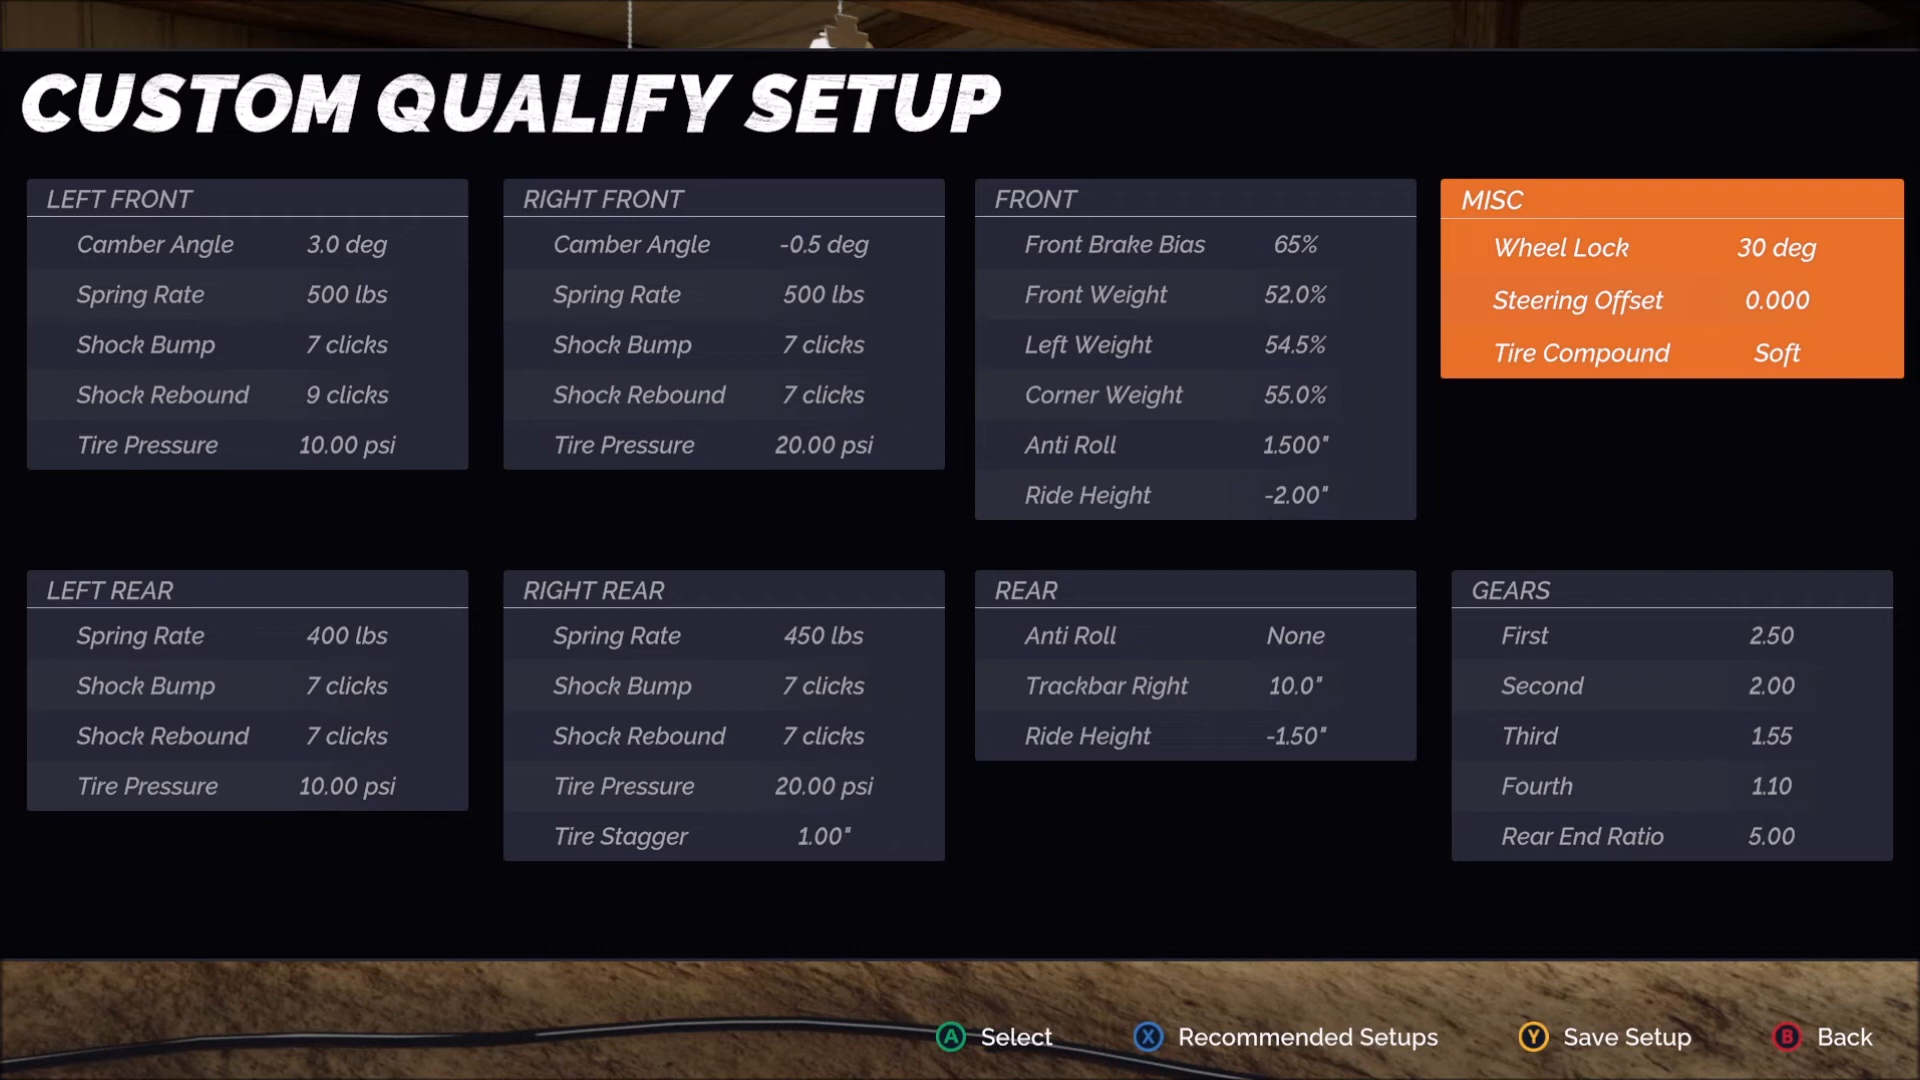 CUSTOM QUALIFY SETUP
LEFT FRONT
Camber Angle 3.0 deg
Spring Rate 500 lbs
Shock Bump 7 clicks
Shock Rebound 9 clicks
Tire Pressure 10.00 psi
RIGHT FRONT
Camber Angle -0.5 deg
Spring Rate 500 lbs
Shock Bump 7 clicks
Shock Rebound 7 clicks
Tire Pressure 20.00 psi
FRONT
Front Brake Bias 65%
Front Weight 52.0%
Left Weight 54.5%
Corner Weight 55.0%
Anti Roll 1.500"
Ride Height -2.00"
MISC
Wheel Lock 30 deg
Steering Offset 0.000
Tire Compound Soft
LEFT REAR
Spring Rate 400 lbs
Shock Bump 7 clicks
Shock Rebound 7 clicks
Tire Pressure 10.00 psi
RIGHT REAR
Spring Rate 450 lbs
Shock Bump 7 clicks
Shock Rebound 7 clicks
Tire Pressure 20.00 psi
Tire Stagger 1.00"
REAR
Anti Roll None
Trackbar Right 10.0"
Ride Height -1.50"
GEARS
First 2.50
Second 2.00
Third 1.55
Fourth 1.10
Rear End Ratio 5.00
A Select X Recommended Setups Y Save Setup B Back